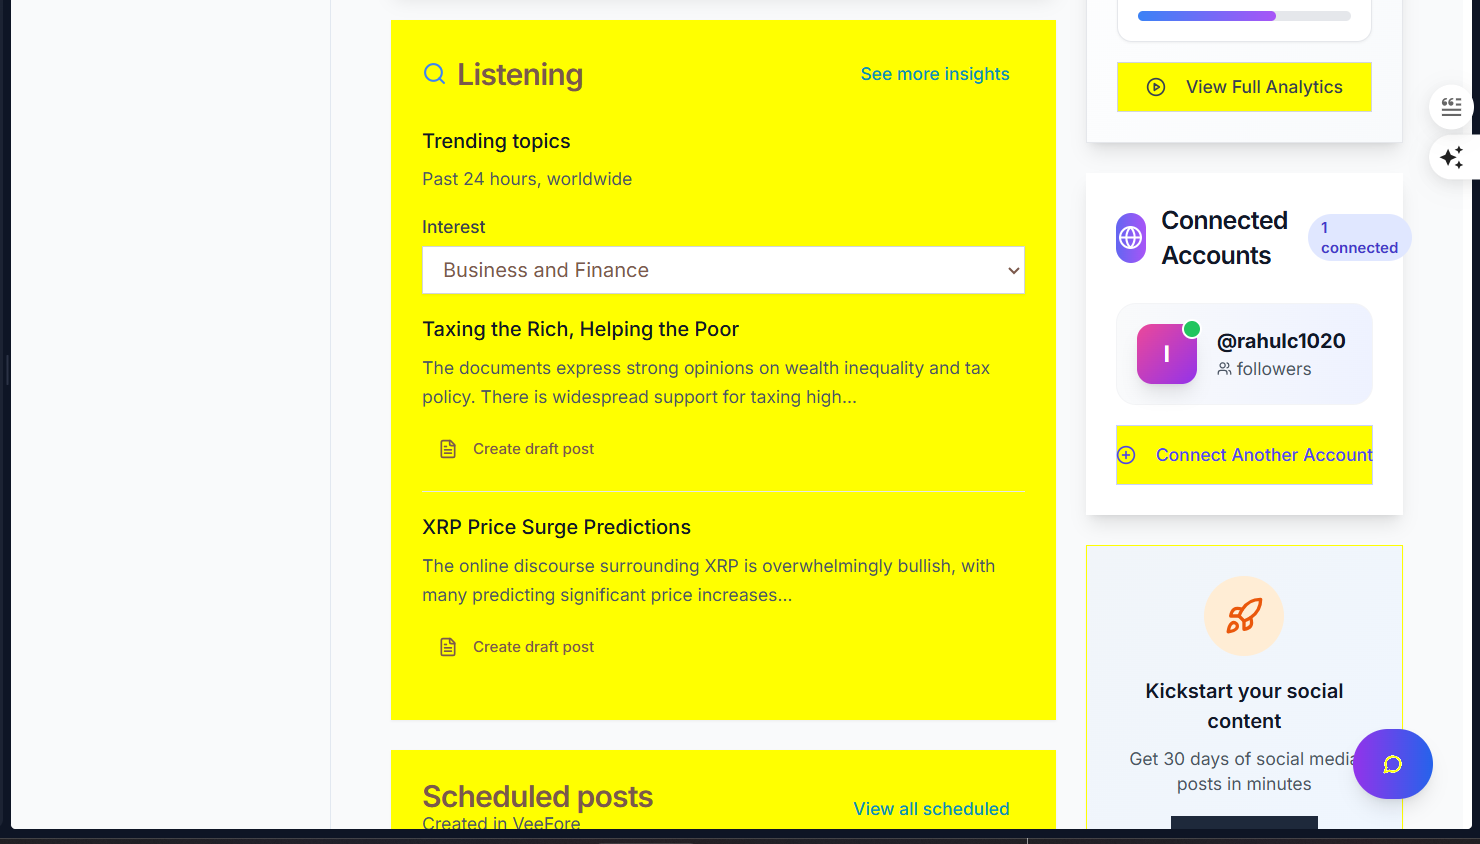 Listening
See more insights
Trending topics
Past 24 hours, worldwide
Interest
Business and Finance
Taxing the Rich, Helping the Poor
The documents express strong opinions on wealth inequality and tax
policy. There is widespread support for taxing high...
Create draft post
XRP Price Surge Predictions
The online discourse surrounding XRP is overwhelmingly bullish, with
many predicting significant price increases...
Create draft post
Scheduled posts
Created in VeeFore
View all scheduled
View Full Analytics
Connected
Accounts
1
connected
I
@rahulc1020
followers
Connect Another Account
Kickstart your social
content
Get 30 days of social media
posts in minutes